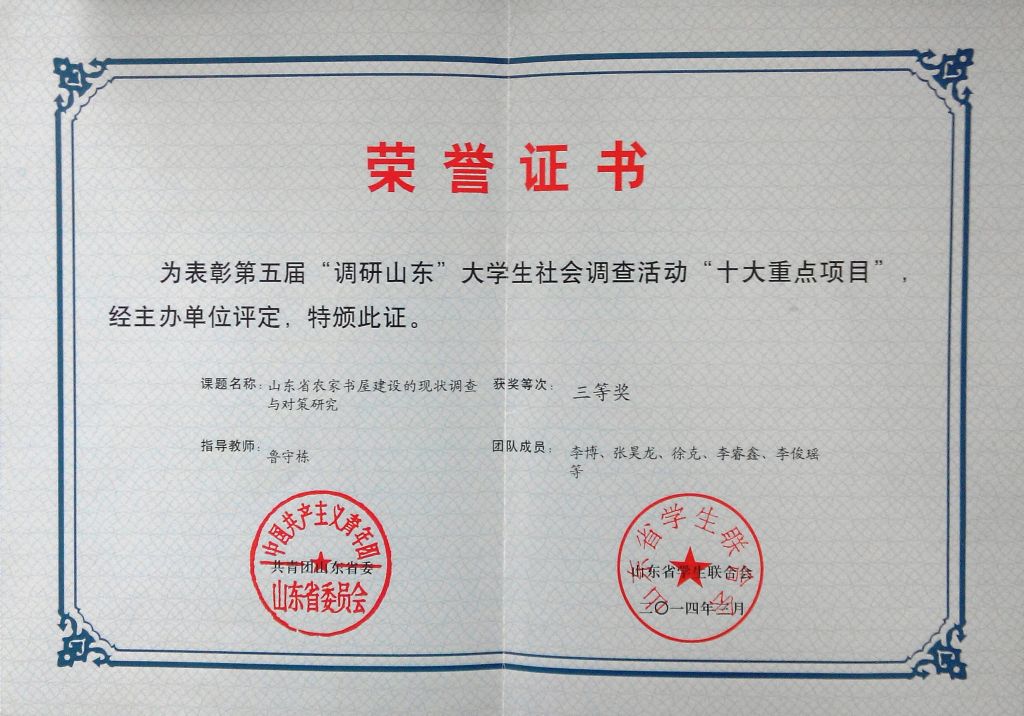 荣誉证书
为表彰第五届“调研山东”大学生社会调查活动“十大重点项目”，
经主办单位评定，特颁此证。
课题名称：山东省农家书屋建设的现状调查
与对策研究
获奖等次：三等奖
指导教师：鲁守栋
团队成员：李博、张昊龙、徐克、李睿鑫、李俊瑶
等
中国共产主义青年团
共青团山东省委
山东省委员会
山东省学生联合会
山东省学生联合会
二〇一四年三月